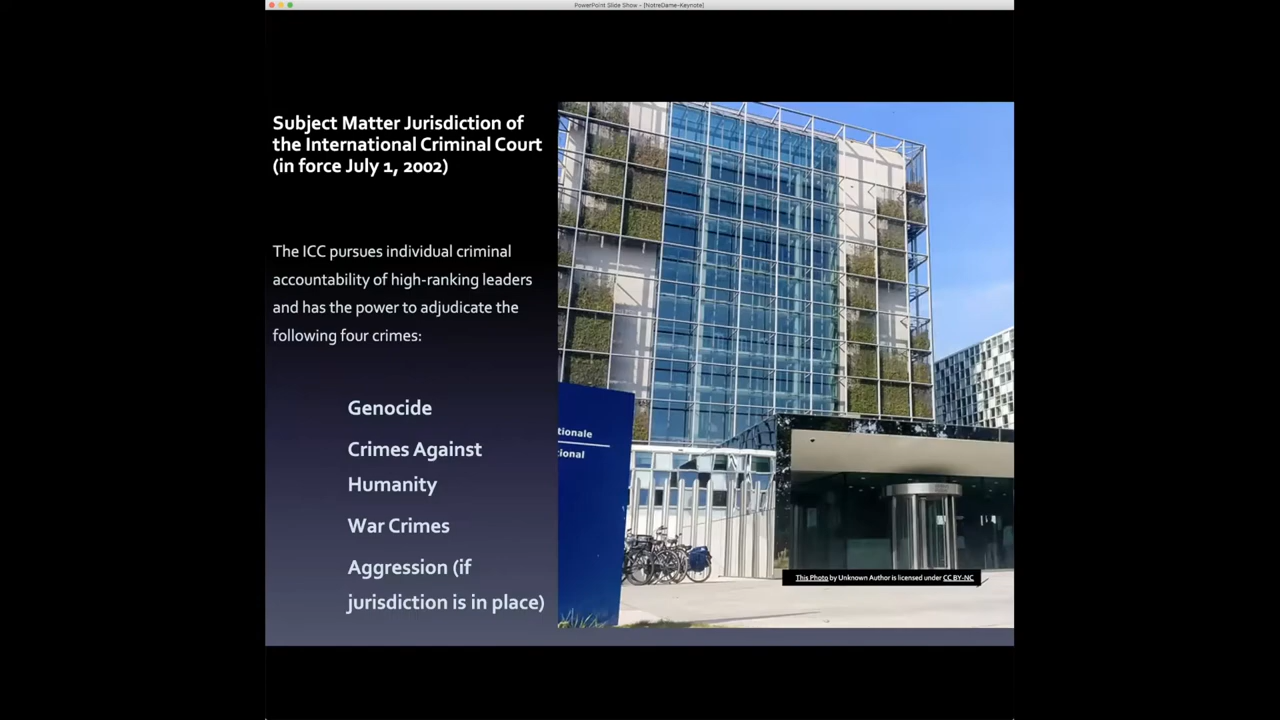 PowerPoint Slide Show - [NotreDame-Keynote]
Subject Matter Jurisdiction of
the International Criminal Court
(in force July 1, 2002)
The ICC pursues individual criminal
accountability of high-ranking leaders
and has the power to adjudicate the
following four crimes:
Genocide
Crimes Against
Humanity
War Crimes
Aggression (if
jurisdiction is in place)
tionale
ional
This Photo by Unknown Author is licensed under CC BY-NC